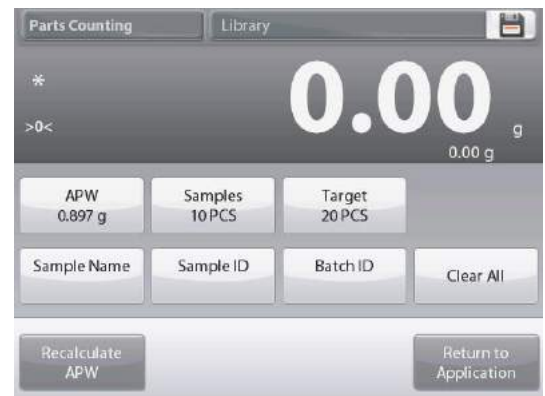 Parts Counting
Library
*
0.00 g
>0<
0.00 g
APW
0.897 g
Samples
10 PCS
Target
20 PCS
Sample Name
Sample ID
Batch ID
Clear All
Recalculate
APW
Return to
Application